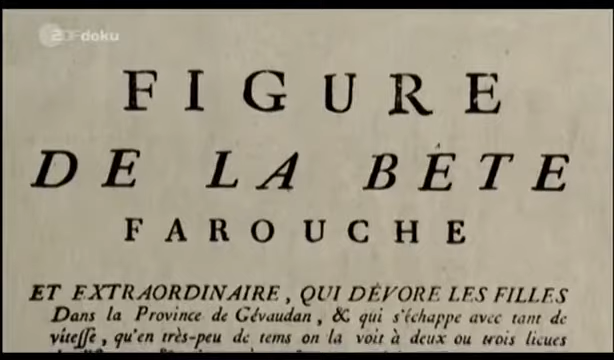 ZDFdoku
FIGURE
DE LA BÈTE
FAROUCHE
ET EXTRAORDINAIRE, QUI DÉVORE LES FILLES
Dans la Province de Gévaudan, & qui s'échappe avec tant de
vitesse, qu'en très-peu de tems on la voit à deux ou trois lieues